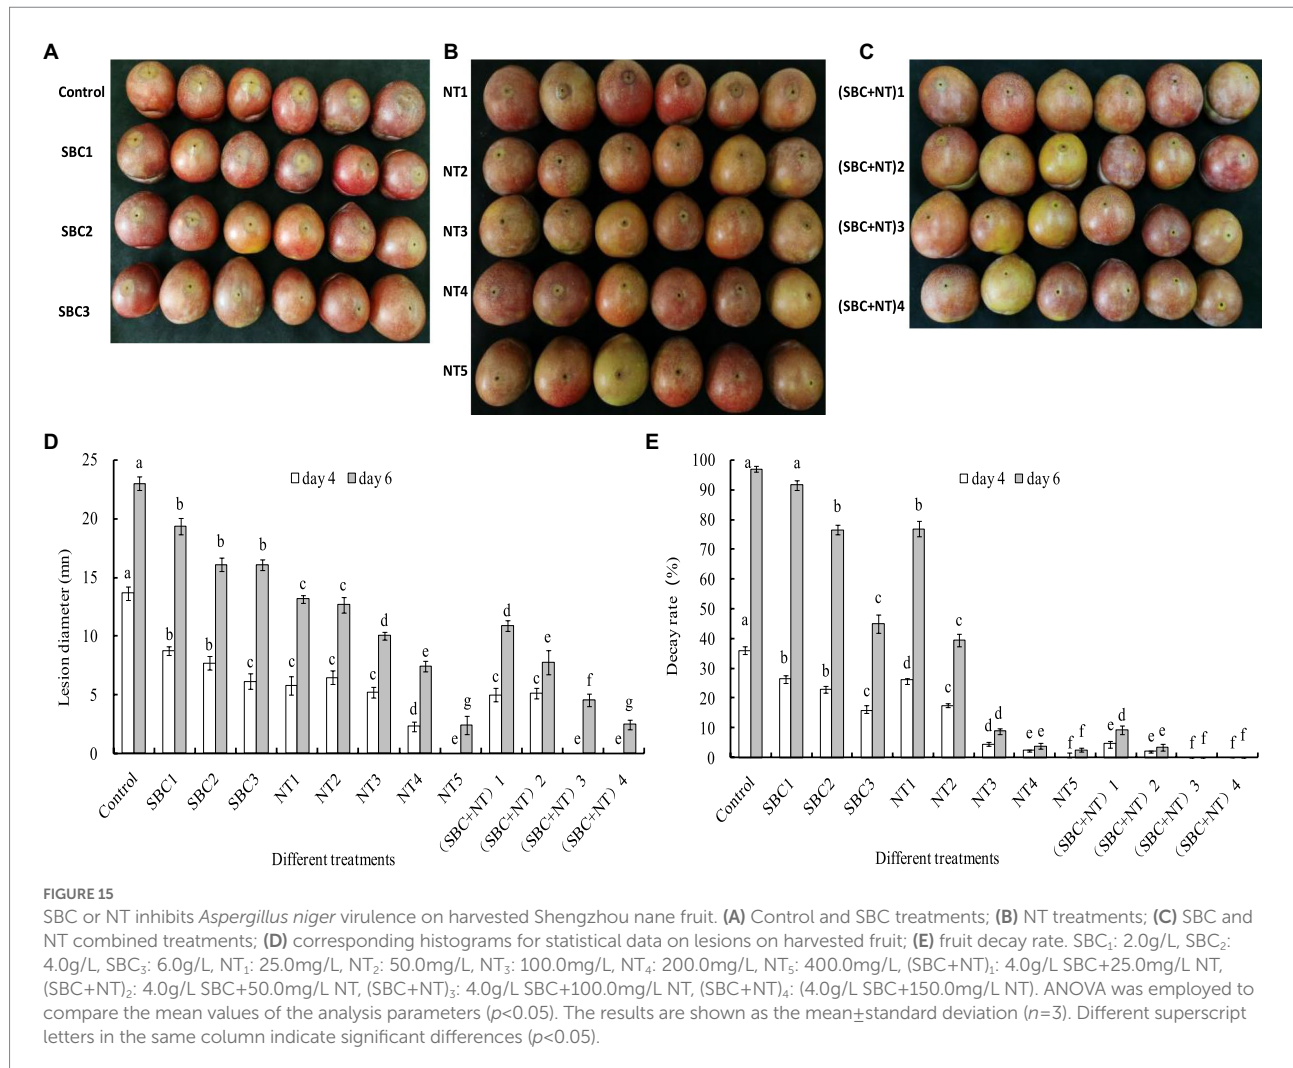 A
B
C
Control
SBC1
SBC2
SBC3
NT1
NT2
NT3
NT4
NT5
(SBC+NT)1
(SBC+NT)2
(SBC+NT)3
(SBC+NT)4
D
Lesion diameter (mn)
25
20
15
10
5
0
day 4
day 6
a
a
b
b
b
b
c
b
c
c
c
c
c
d
d
e
e
g
c
d
c
e
e
f
e
g
Control
SBC1
SBC2
SBC3
NT1
NT2
NT3
NT4
NT5
(SBC+NT) 1
(SBC+NT) 2
(SBC+NT) 3
(SBC+NT) 4
Different treatments
E
Decay rate (%)
100
90
80
70
60
50
40
30
20
10
0
day 4
day 6
a
a
b
a
b
b
c
c
d
b
c
c
d
d
e
e
f
f
e
d
e
e
f
f
f
f
Control
SBC1
SBC2
SBC3
NT1
NT2
NT3
NT4
NT5
(SBC+NT) 1
(SBC+NT) 2
(SBC+NT) 3
(SBC+NT) 4
Different treatments
FIGURE 15
SBC or NT inhibits Aspergillus niger virulence on harvested Shengzhou nane fruit. (A) Control and SBC treatments; (B) NT treatments; (C) SBC and
NT combined treatments; (D) corresponding histograms for statistical data on lesions on harvested fruit; (E) fruit decay rate. SBC₁: 2.0g/L, SBC₂:
4.0g/L, SBC₃: 6.0g/L, NT₁: 25.0mg/L, NT₂: 50.0mg/L, NT₃: 100.0mg/L, NT₄: 200.0mg/L, NT₅: 400.0mg/L, (SBC+NT)₁: 4.0g/L SBC+25.0mg/L NT,
(SBC+NT)₂: 4.0g/L SBC+50.0mg/L NT, (SBC+NT)₃: 4.0g/L SBC+100.0mg/L NT, (SBC+NT)₄: (4.0g/L SBC+150.0mg/L NT). ANOVA was employed to
compare the mean values of the analysis parameters (p<0.05). The results are shown as the mean±standard deviation (n=3). Different superscript
letters in the same column indicate significant differences (p<0.05).